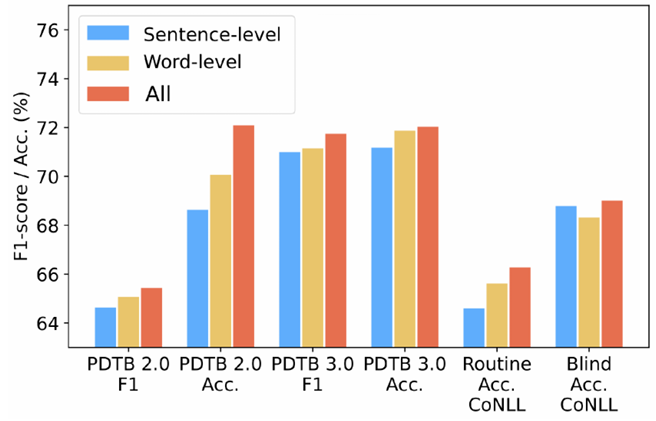 76
74
72
70
68
66
64
F1-score / Acc. (%)
Sentence-level
Word-level
All
PDTB 2.0
F1
PDTB 2.0
Acc.
PDTB 3.0
F1
PDTB 3.0
Acc.
Routine
Acc.
CoNLL
Blind
Acc.
CoNLL